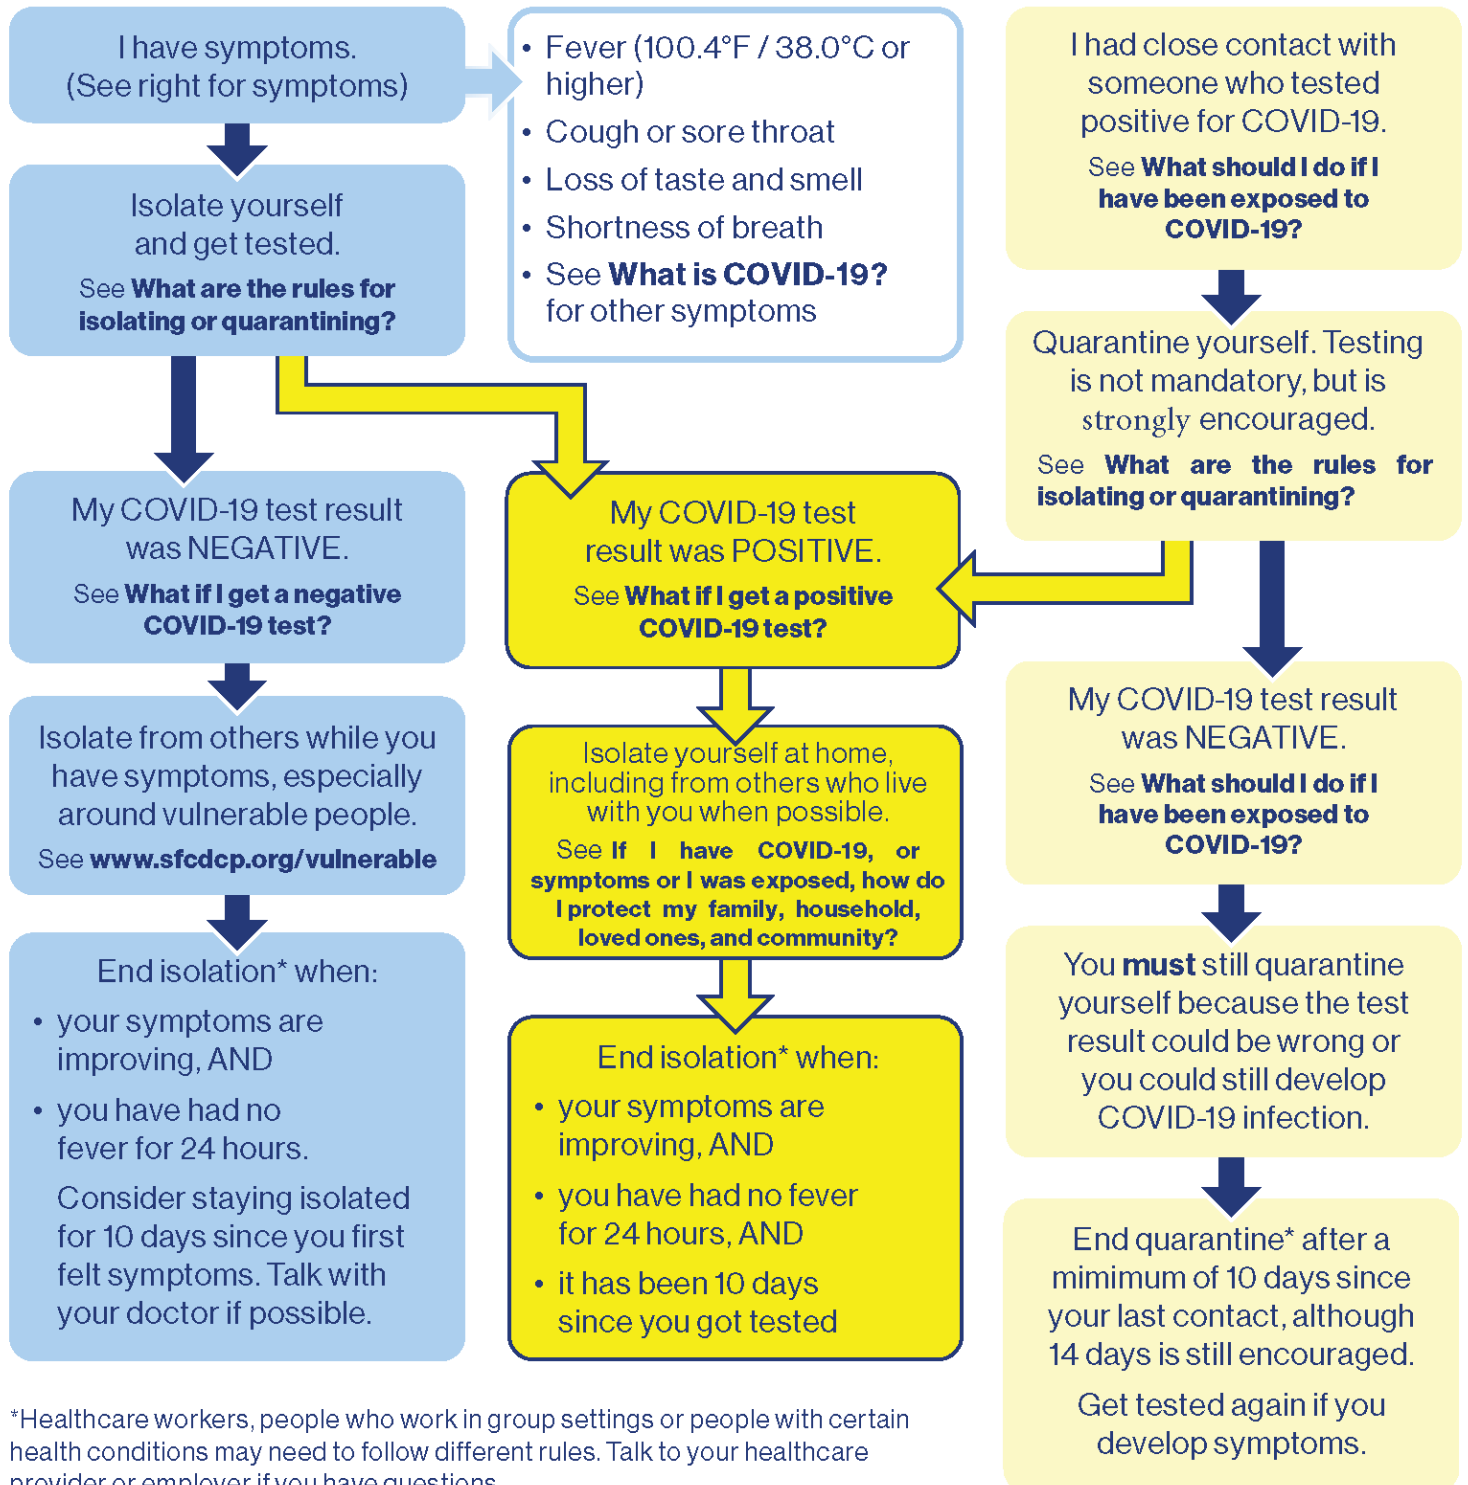 I have symptoms.
(See right for symptoms)
• Fever (100.4°F / 38.0°C or
higher)
• Cough or sore throat
• Loss of taste and smell
• Shortness of breath
• See What is COVID-19?
for other symptoms
Isolate yourself
and get tested.
See What are the rules for
isolating or quarantining?
My COVID-19 test result
was NEGATIVE.
See What if I get a negative
COVID-19 test?
Isolate from others while you
have symptoms, especially
around vulnerable people.
See www.sfcdcp.org/vulnerable
End isolation* when:
• your symptoms are
improving, AND
• you have had no
fever for 24 hours.
Consider staying isolated
for 10 days since you first
felt symptoms. Talk with
your doctor if possible.
My COVID-19 test
result was POSITIVE.
See What if I get a positive
COVID-19 test?
Isolate yourself at home,
including from others who live
with you when possible.
See If I have COVID-19, or
symptoms or I was exposed, how do
I protect my family, household,
loved ones, and community?
End isolation* when:
• your symptoms are
improving, AND
• you have had no fever
for 24 hours, AND
• it has been 10 days
since you got tested
I had close contact with
someone who tested
positive for COVID-19.
See What should I do if I
have been exposed to
COVID-19?
Quarantine yourself. Testing
is not mandatory, but is
strongly encouraged.
See What are the rules for
isolating or quarantining?
My COVID-19 test result
was NEGATIVE.
See What should I do if I
have been exposed to
COVID-19?
You must still quarantine
yourself because the test
result could be wrong or
you could still develop
COVID-19 infection.
End quarantine* after a
mimimum of 10 days since
your last contact, although
14 days is still encouraged.
Get tested again if you
develop symptoms.
*Healthcare workers, people who work in group settings or people with certain
health conditions may need to follow different rules. Talk to your healthcare
provider or employer if you have questions